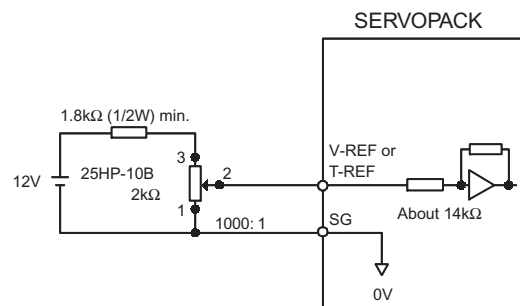 SERVOPACK
1.8kΩ (1/2W) min.
V-REF or
T-REF
3
2
25HP-10B
2kΩ
12V
1
About 14kΩ
1000: 1
SG
0V